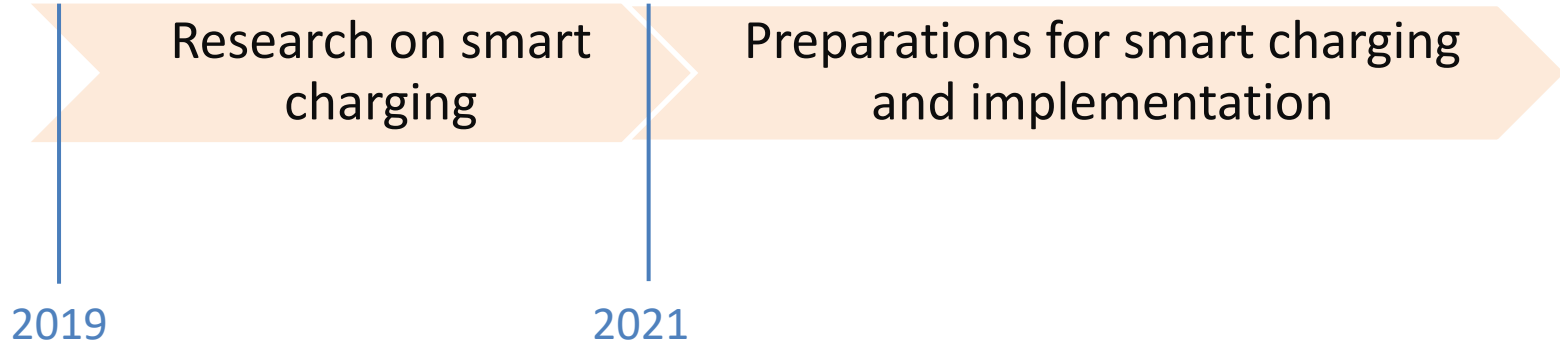 Research on smart
charging
Preparations for smart charging
and implementation
2019
2021